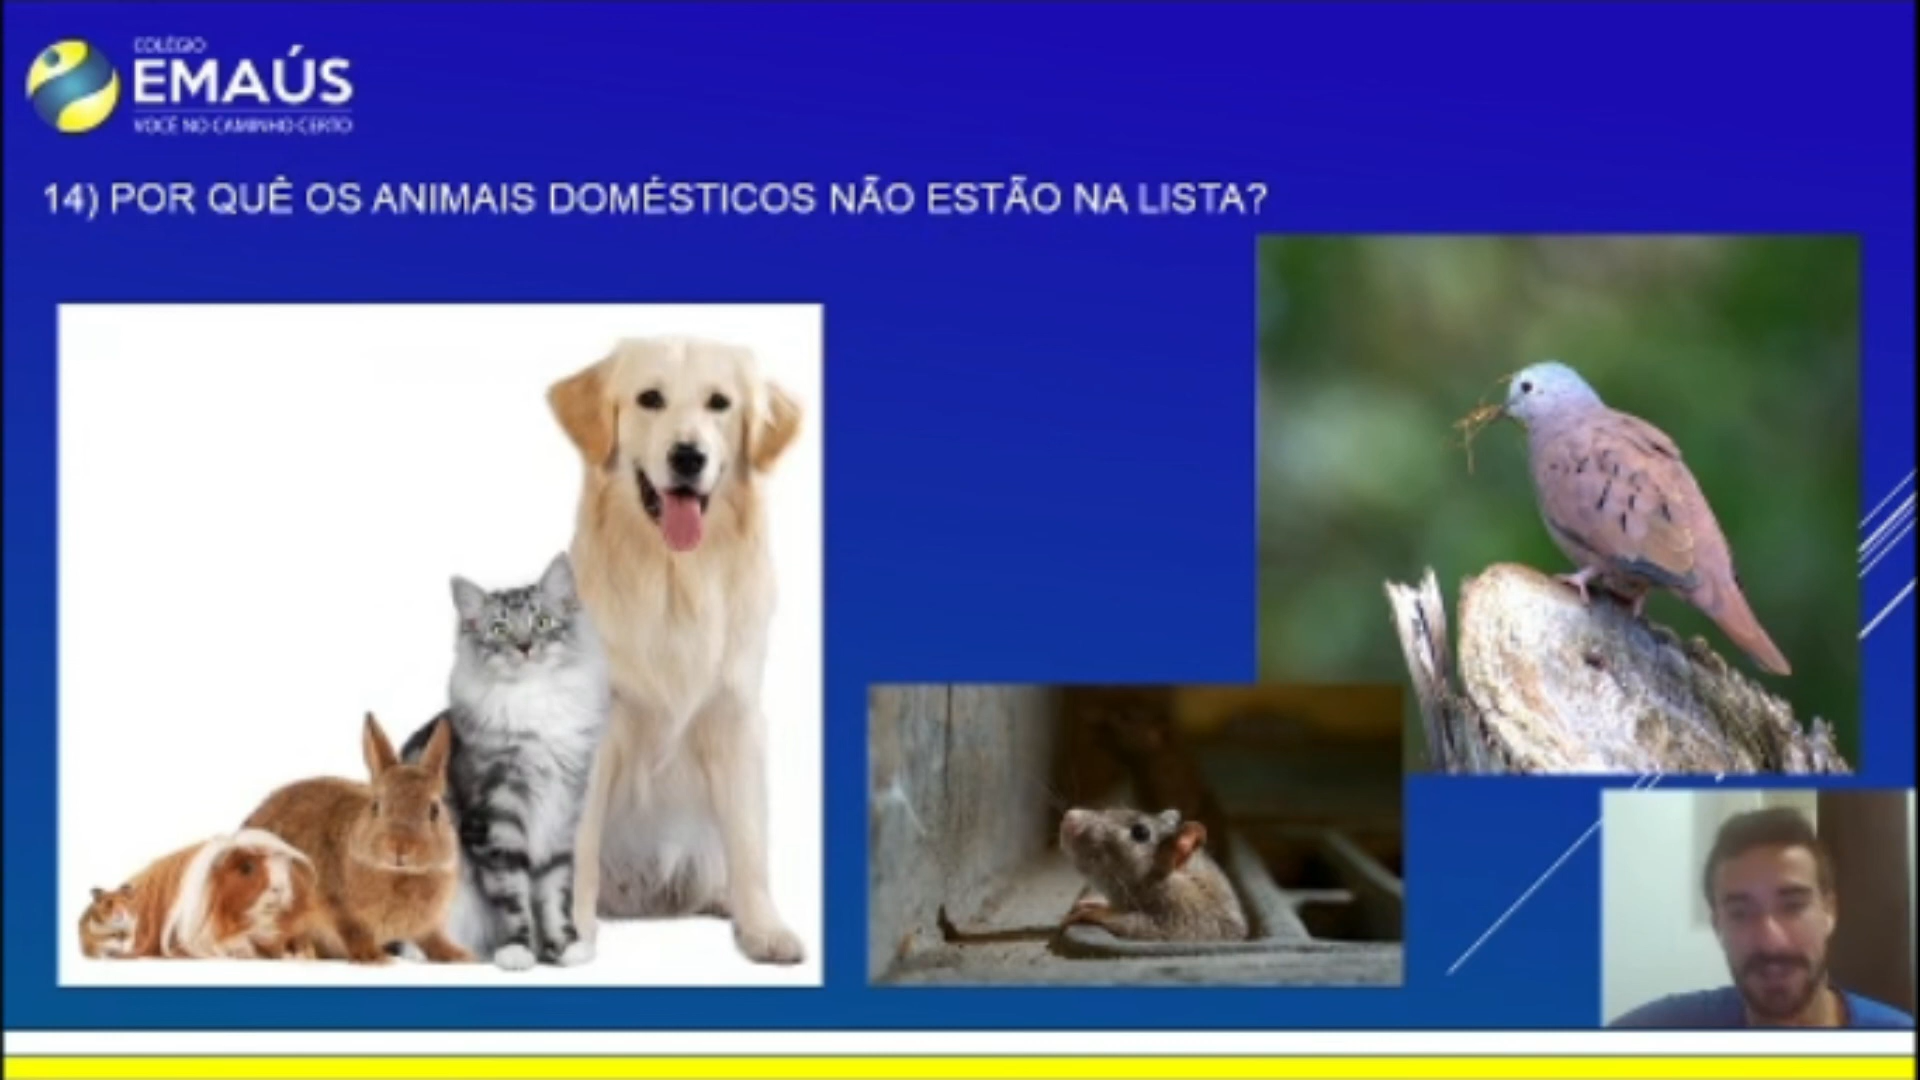 COLÉGIO
EMAÚS
VOCÊ NO CAMINHO CERTO
14) POR QUÊ OS ANIMAIS DOMÉSTICOS NÃO ESTÃO NA LISTA?